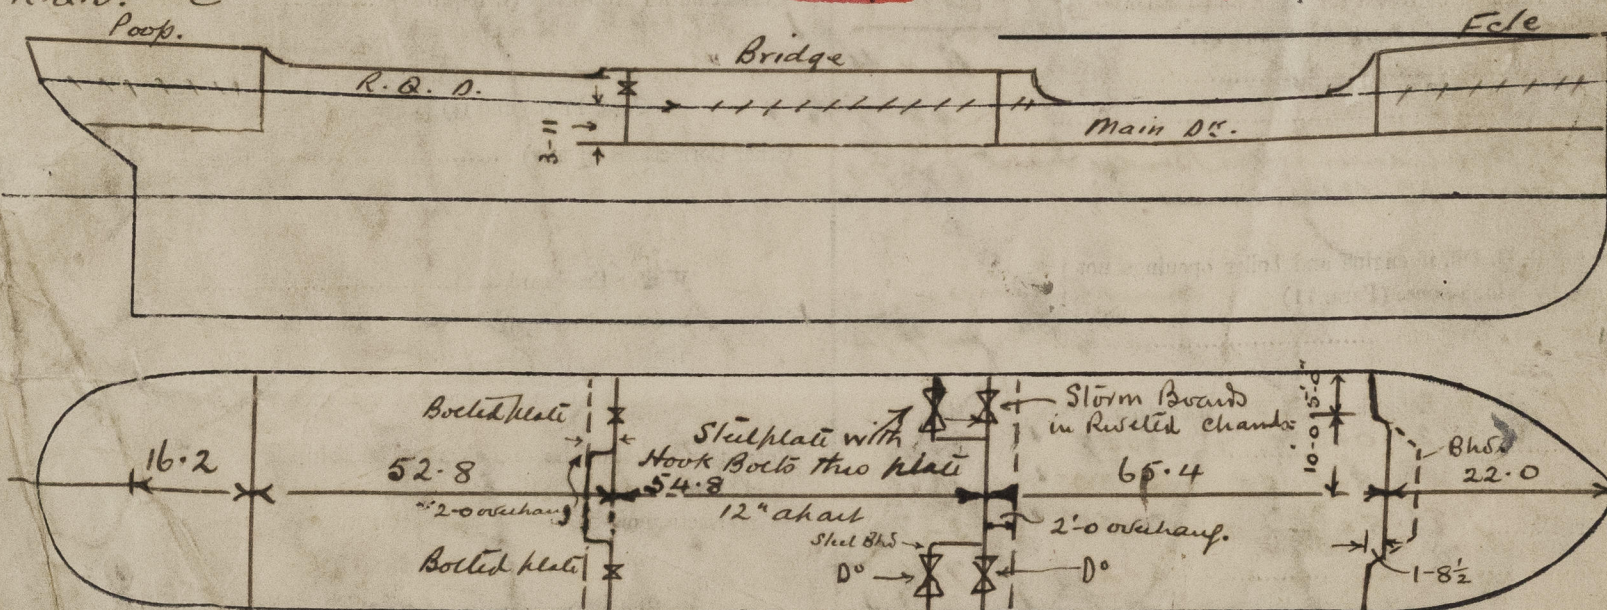 Poop.
Bridge
Fcle
R. Q. D.
3-11
Main Dk.
Bolted plate
Steel plate with
Hook Bolts thro plate
12" apart
Storm Boards
in Riveted channels
5'-0"
10-0
Bhd.
16.2
52.8
54.8
65.4
22.0
2-0 overhang
2'-0 overhang.
Bolted plate
Steel Bhd
Do
Do
1-8½